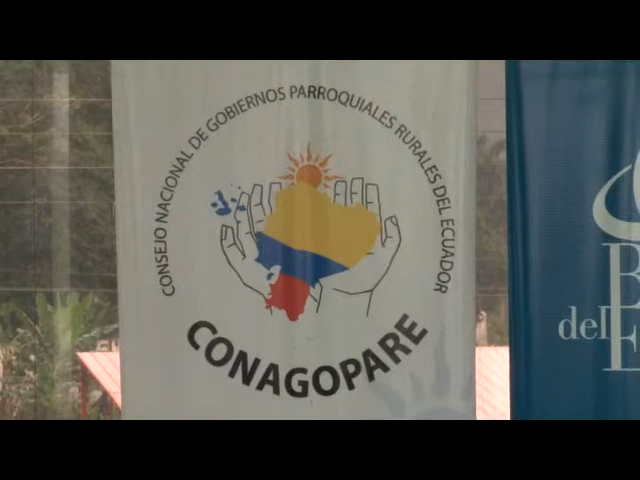 CONSEJO NACIONAL DE GOBIERNOS PARROQUIALES RURALES DEL ECUADOR
CONAGOPARE
del